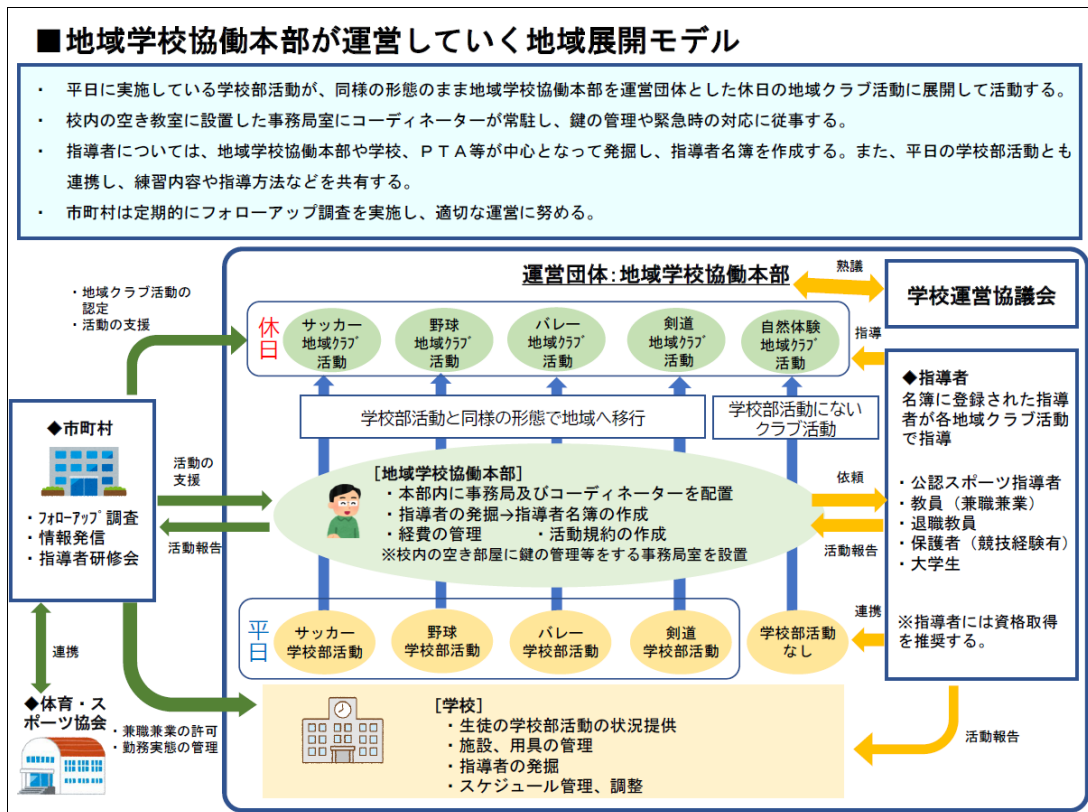 ■地域学校協働本部が運営していく地域展開モデル
・ 平日に実施している学校部活動が、同様の形態のまま地域学校協働本部を運営団体とした休日の地域クラブ活動に展開して活動する。
・ 校内の空き教室に設置した事務局室にコーディネーターが常駐し、鍵の管理や緊急時の対応に従事する。
・ 指導者については、地域学校協働本部や学校、ＰＴＡ等が中心となって発掘し、指導者名簿を作成する。また、平日の学校部活動とも
連携し、練習内容や指導方法などを共有する。
・ 市町村は定期的にフォローアップ調査を実施し、適切な運営に努める。
運営団体：地域学校協働本部
熟議
学校運営協議会
・地域クラブ活動の
認定
・活動の支援
休日
サッカー
地域ｸﾗﾌﾞ
活動
野球
地域ｸﾗﾌﾞ
活動
バレー
地域ｸﾗﾌﾞ
活動
剣道
地域ｸﾗﾌﾞ
活動
自然体験
地域ｸﾗﾌﾞ
活動
指導
学校部活動と同様の形態で地域へ移行
学校部活動にない
クラブ活動
◆指導者
名簿に登録された指導
者が各地域クラブ活動
で指導
・公認スポーツ指導者
・教員（兼職兼業）
・退職教員
・保護者（競技経験有）
・大学生
※指導者には資格取得
を推奨する。
◆市町村
・ﾌｫﾛｰｱｯﾌﾟ調査
・情報発信
・指導者研修会
活動の
支援
活動報告
[地域学校協働本部]
・本部内に事務局及びコーディネーターを配置
・指導者の発掘→指導者名簿の作成
・経費の管理 ・活動規約の作成
※校内の空き部屋に鍵の管理等をする事務局室を設置
依頼
活動報告
連携
平日
サッカー
学校部活動
野球
学校部活動
バレー
学校部活動
剣道
学校部活動
学校部活動
なし
連携
◆体育・ス
ポーツ協会
・兼職兼業の許可
・勤務実態の管理
[学校]
・生徒の学校部活動の状況提供
・施設、用具の管理
・指導者の発掘
・スケジュール管理、調整
活動報告